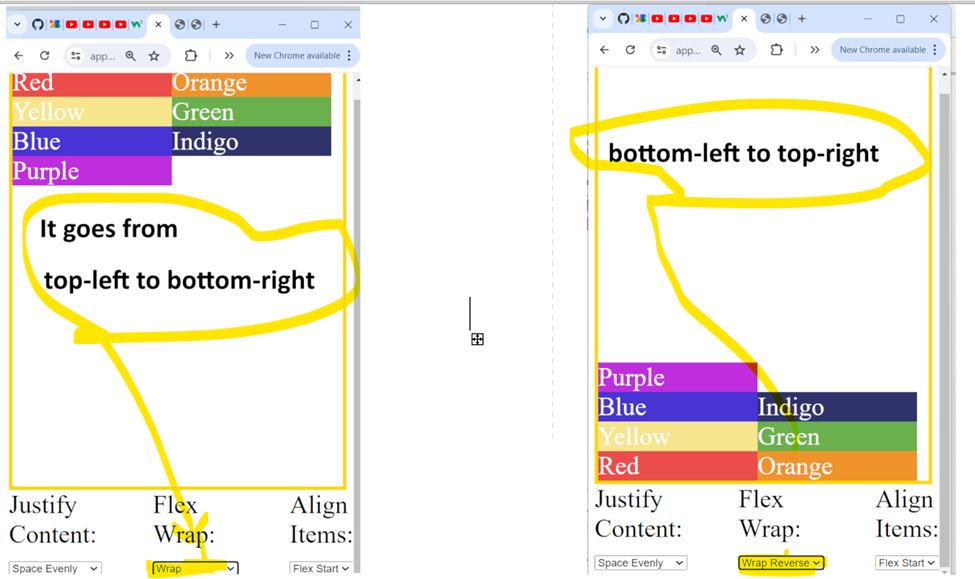 app...
New Chrome available
Red Orange
Yellow Green
Blue Indigo
Purple
It goes from
top-left to bottom-right
Justify Content:
Flex Wrap:
Align Items:
Space Evenly
Wrap
Flex Start
app...
New Chrome available
bottom-left to top-right
Purple
Blue Indigo
Yellow Green
Red Orange
Justify Content:
Flex Wrap:
Align Items:
Space Evenly
Wrap Reverse
Flex Start